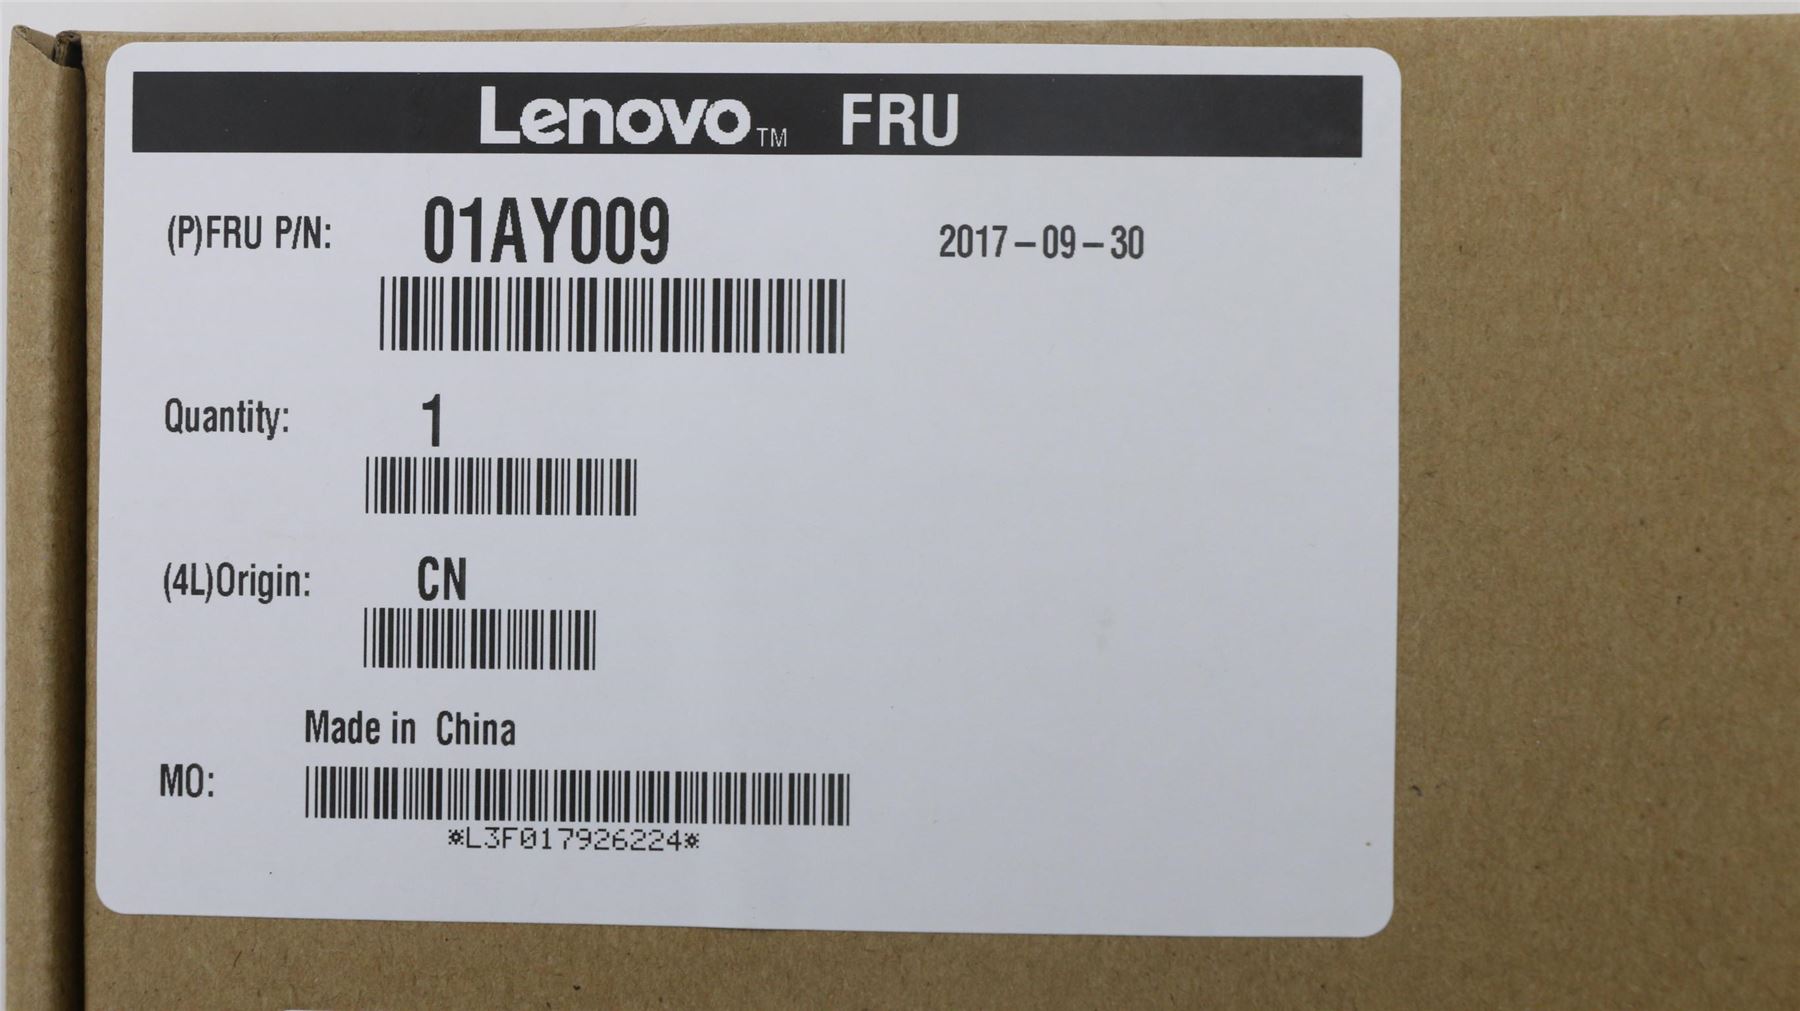 Lenovo™ FRU
(P)FRU P/N: 01AY009 2017-09-30
Quantity: 1
(4L)Origin: CN
Made in China
MO:
*L3F017926224*